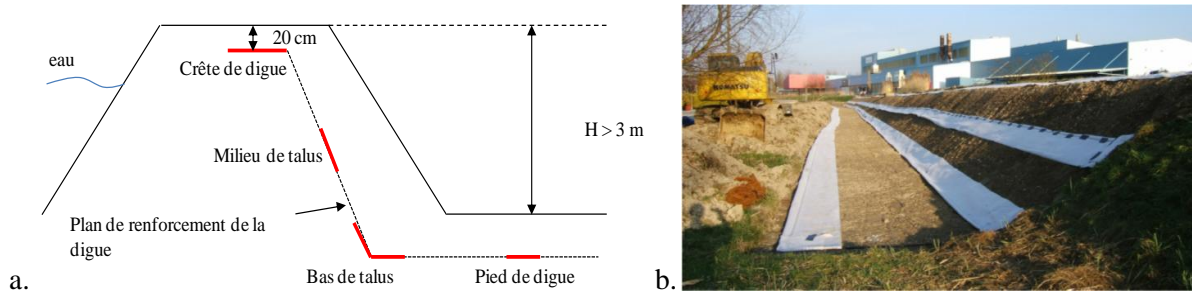 20 cm
eau
Crête de digue
H > 3 m
Milieu de talus
Plan de renforcement de la
digue
Bas de talus
Pied de digue
a.
b.
KOMATSU